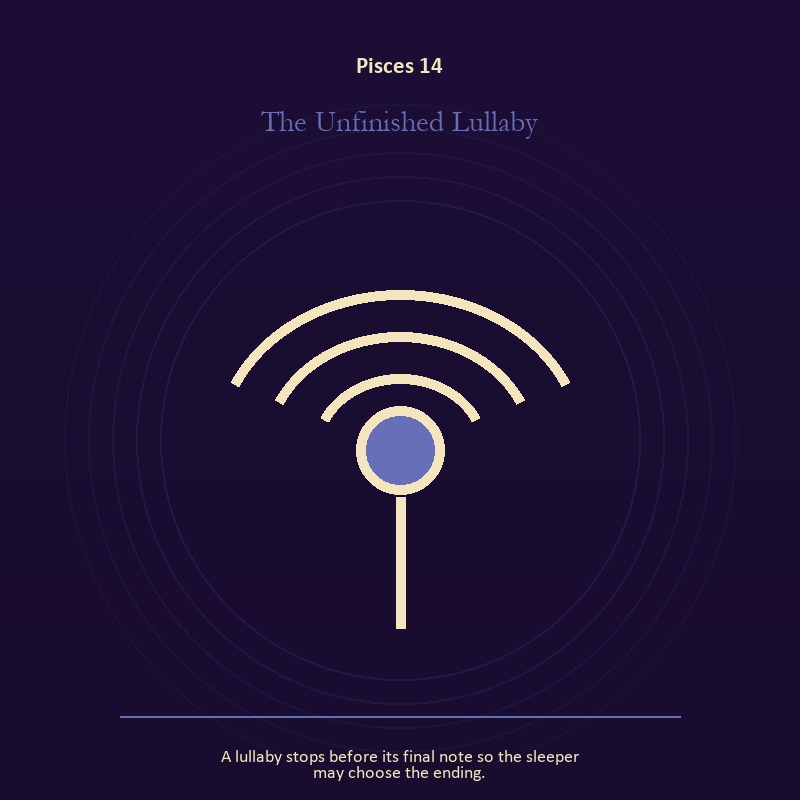 Pisces 14
The Unfinished Lullaby
A lullaby stops before its final note so the sleeper
may choose the ending.